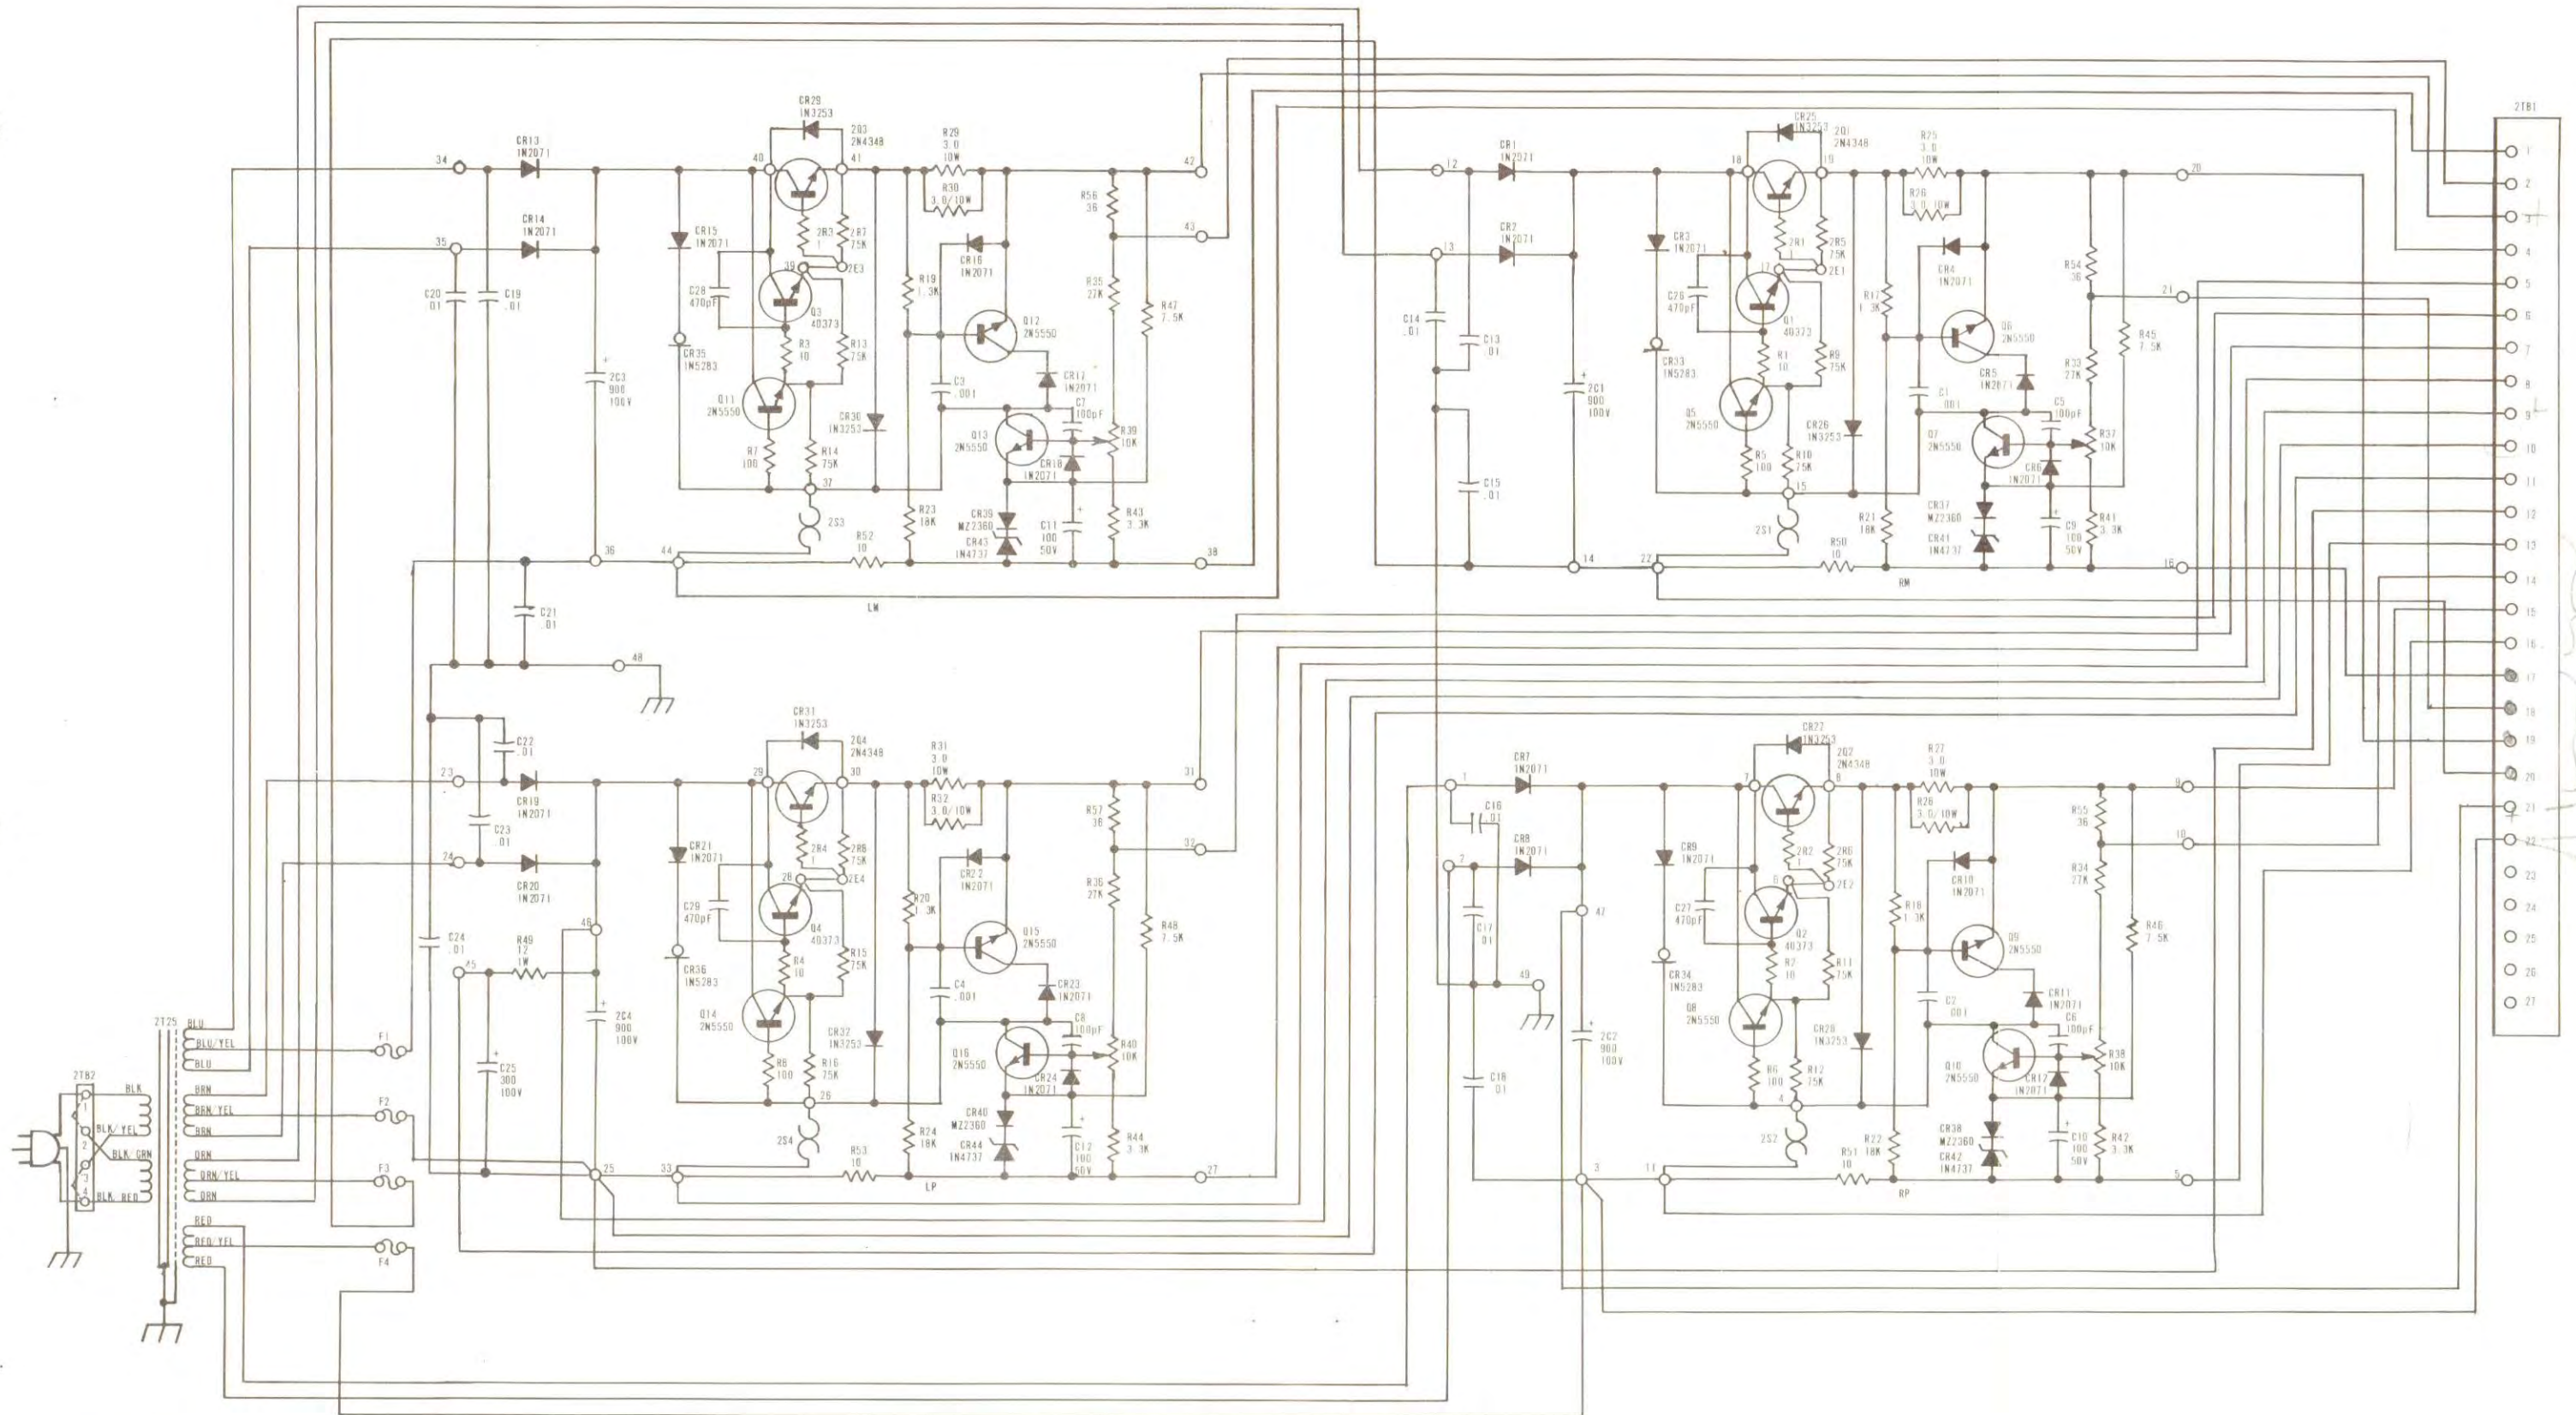 CR29
1N3253
2Q3
2N4348
CR13
1N2071
34
40
41
R29
3.0
10W
R30
3.0/10W
42
CR14
1N2071
35
CR15
1N2071
2R3
1
2R7
75K
R56
36
43
39
2E3
CR16
1N2071
C20
.01
C19
.01
C28
470pF
Q3
40373
R19
1.3K
R35
27K
R47
7.5K
Q12
2N5550
CR35
1N5283
R3
10
R13
75K
2C3
900
100V
C3
.001
CR17
1N2071
C7
100pF
Q11
2N5550
CR30
1N3253
Q13
2N5550
R39
10K
R7
100
R14
75K
CR18
1N2071
37
2S3
R23
18K
CR39
MZ2360
CR43
1N4737
C11
100
50V
R43
3.3K
36
44
R52
10
38
C21
.01
LM
48
CR25
1N3253
2Q1
2N4348
CR1
1N2071
12
18
19
R25
3.0
10W
R26
3.0 10W
20
CR2
1N2071
13
CR3
1N2071
2R1
1
2R5
75K
R54
36
17
2E1
CR4
1N2071
21
C14
.01
C13
.01
C26
470pF
Q1
40373
R17
1.3K
Q6
2N5550
R45
7.5K
CR33
1N5283
R1
10
R9
75K
R33
27K
2C1
900
100V
C1
.001
CR5
1N2071
C5
100pF
Q5
2N5550
CR26
1N3253
Q7
2N5550
R37
10K
R5
100
R10
75K
CR6
1N2071
C15
.01
15
2S1
R21
18K
CR37
MZ2360
CR41
1N4737
C9
100
50V
R41
3.3K
14
22
R50
10
16
RM
2TB1
1
2
3
4
5
6
7
8
9
10
11
12
13
14
15
16
17
18
19
20
21
22
23
24
25
26
27
CR31
1N3253
2Q4
2N4348
C22
.01
23
CR19
1N2071
29
30
R31
3.0
10W
R32
3.0/10W
31
C23
.01
24
CR20
1N2071
CR21
1N2071
2R4
1
2R8
75K
R57
36
32
28
2E4
CR22
1N2071
C29
470pF
Q4
40373
R20
1.3K
R36
27K
R48
7.5K
C24
.01
R49
12
1W
45
46
CR36
1N5283
R4
10
R15
75K
Q15
2N5550
C4
.001
CR23
1N2071
2C4
900
100V
Q14
2N5550
CR32
1N3253
Q16
2N5550
C8
100pF
R40
10K
C25
300
100V
R8
100
R16
75K
CR24
1N2071
26
2S4
R24
18K
CR40
MZ2360
CR44
1N4737
C12
100
50V
R44
3.3K
25
33
R53
10
27
LP
CR27
1N3253
2Q2
2N4348
CR7
1N2071
1
7
8
R27
3.0
10W
R28
3.0/10W
9
C16
.01
CR8
1N2071
2
CR9
1N2071
2R2
1
2R6
75K
R55
36
10
6
2E2
CR10
1N2071
R34
27K
C17
.01
47
C27
470pF
Q2
40373
R18
1.3K
Q9
2N5550
R46
7.5K
49
CR34
1N5283
R2
10
R11
75K
C2
.001
CR11
1N2071
C6
100pF
2C2
900
100V
Q8
2N5550
CR28
1N3253
Q10
2N5550
R38
10K
C18
.01
R6
100
R12
75K
CR12
1N2071
4
2S2
R22
18K
CR38
MZ2360
CR42
1N4737
C10
100
50V
R42
3.3K
3
11
R51
10
5
RP
2T25
2TB2
1
2
3
4
BLK
BLK/YEL
BLK/GRN
BLK RED
BLU
BLU/YEL
BLU
BRN
BRN/YEL
BRN
ORN
ORN/YEL
ORN
RED
RED/YEL
RED
F1
F2
F3
F4